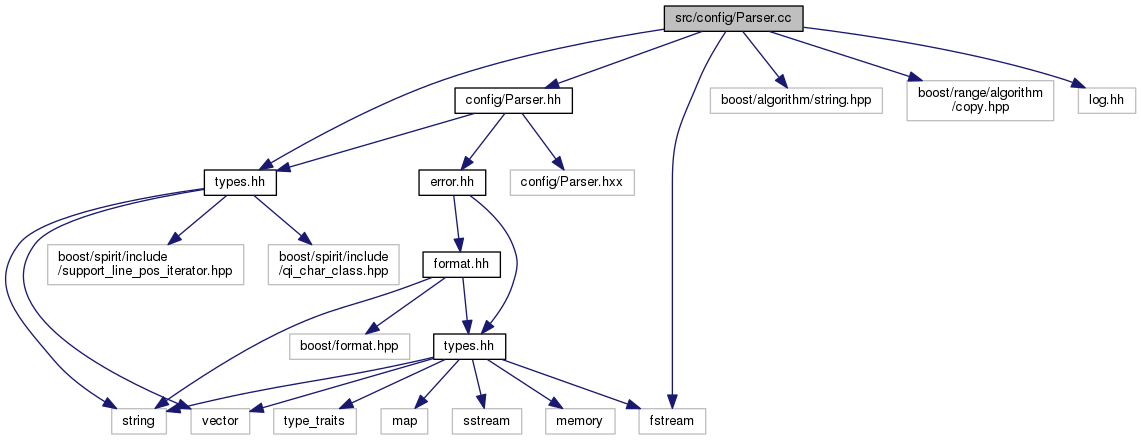 src/config/Parser.cc
config/Parser.hh
boost/algorithm/string.hpp
boost/range/algorithm
/copy.hpp
log.hh
types.hh
error.hh
config/Parser.hxx
boost/spirit/include
/support_line_pos_iterator.hpp
boost/spirit/include
/qi_char_class.hpp
format.hh
boost/format.hpp
types.hh
string
vector
type_traits
map
sstream
memory
fstream